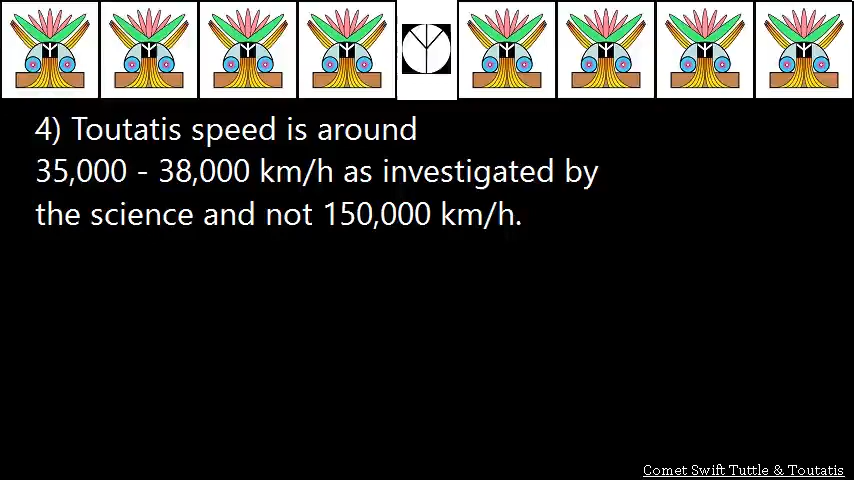 4) Toutatis speed is around
35,000 - 38,000 km/h as investigated by
the science and not 150,000 km/h.
Comet Swift Tuttle & Toutatis